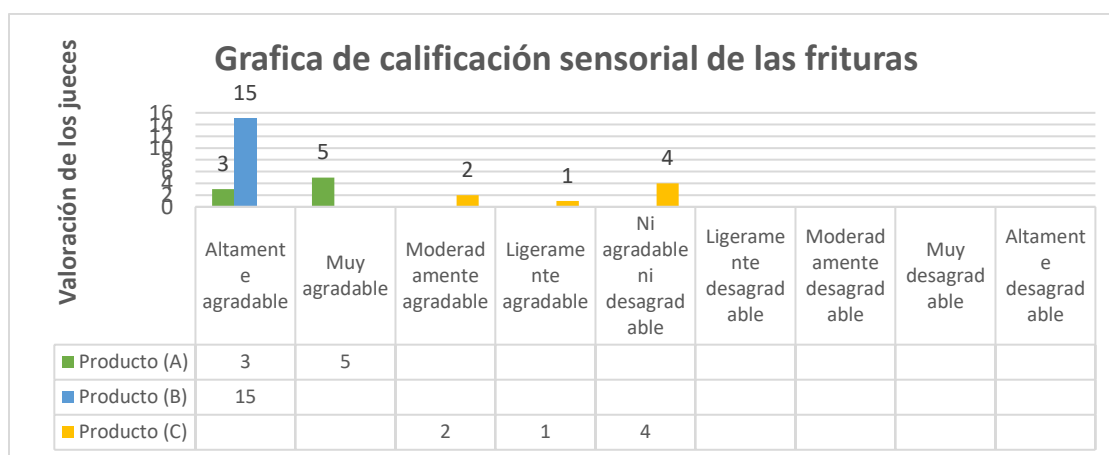 Grafica de calificación sensorial de las frituras
Valoración de los jueces
16
14
12
10
8
6
4
2
0
3
15
5
2
1
4
Altament
e
agradable
Muy
agradable
Moderad
amente
agradable
Ligerame
nte
agradable
Ni
agradable
ni
desagrad
able
Ligerame
nte
desagrad
able
Moderad
amente
desagrad
able
Muy
desagrad
able
Altament
e
desagrad
able
Producto (A) 3 5
Producto (B) 15
Producto (C) 2 1 4